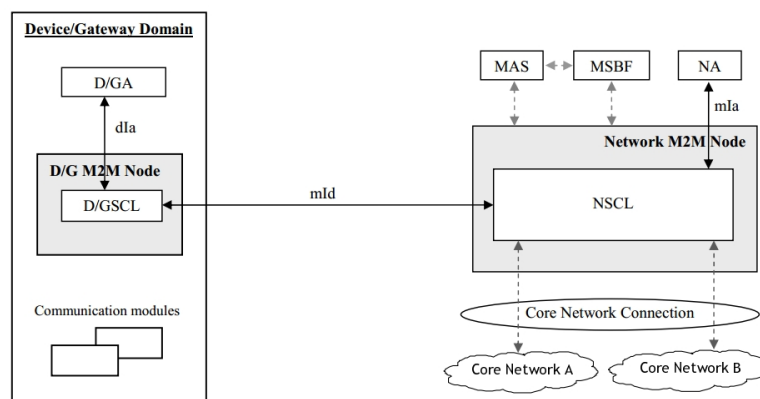 Device/Gateway Domain
D/GA
dIa
D/G M2M Node
D/GSCL
Communication modules
mId
MAS
MSBF
NA
mIa
Network M2M Node
NSCL
Core Network Connection
Core Network A
Core Network B